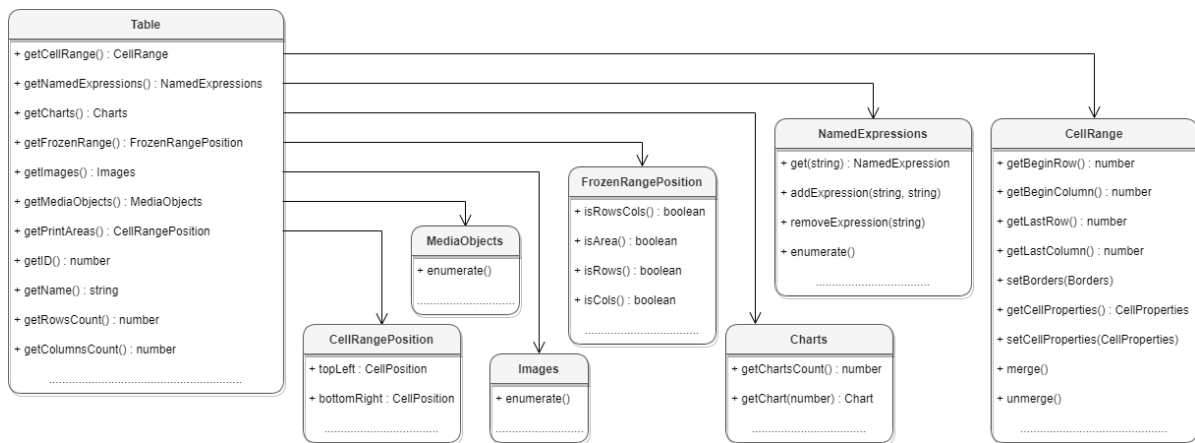 Table
+ getCellRange() : CellRange
+ getNamedExpressions() : NamedExpressions
+ getCharts() : Charts
+ getFrozenRange() : FrozenRangePosition
+ getImages() : Images
+ getMediaObjects() : MediaObjects
+ getPrintAreas() : CellRangePosition
+ getID() : number
+ getName() : string
+ getRowsCount() : number
+ getColumnsCount() : number
......................................................
CellRangePosition
+ topLeft : CellPosition
+ bottomRight : CellPosition
................................
MediaObjects
+ enumerate()
............................
Images
+ enumerate()
........................
FrozenRangePosition
+ isRowsCols() : boolean
+ isArea() : boolean
+ isRows() : boolean
+ isCols() : boolean
................................
Charts
+ getChartsCount() : number
+ getChart(number) : Chart
................................
NamedExpressions
+ get(string) : NamedExpression
+ addExpression(string, string)
+ removeExpression(string)
+ enumerate()
................................
CellRange
+ getBeginRow() : number
+ getBeginColumn() : number
+ getLastRow() : number
+ getLastColumn() : number
+ setBorders(Borders)
+ getCellProperties() : CellProperties
+ setCellProperties(CellProperties)
+ merge()
+ unmerge()
................................